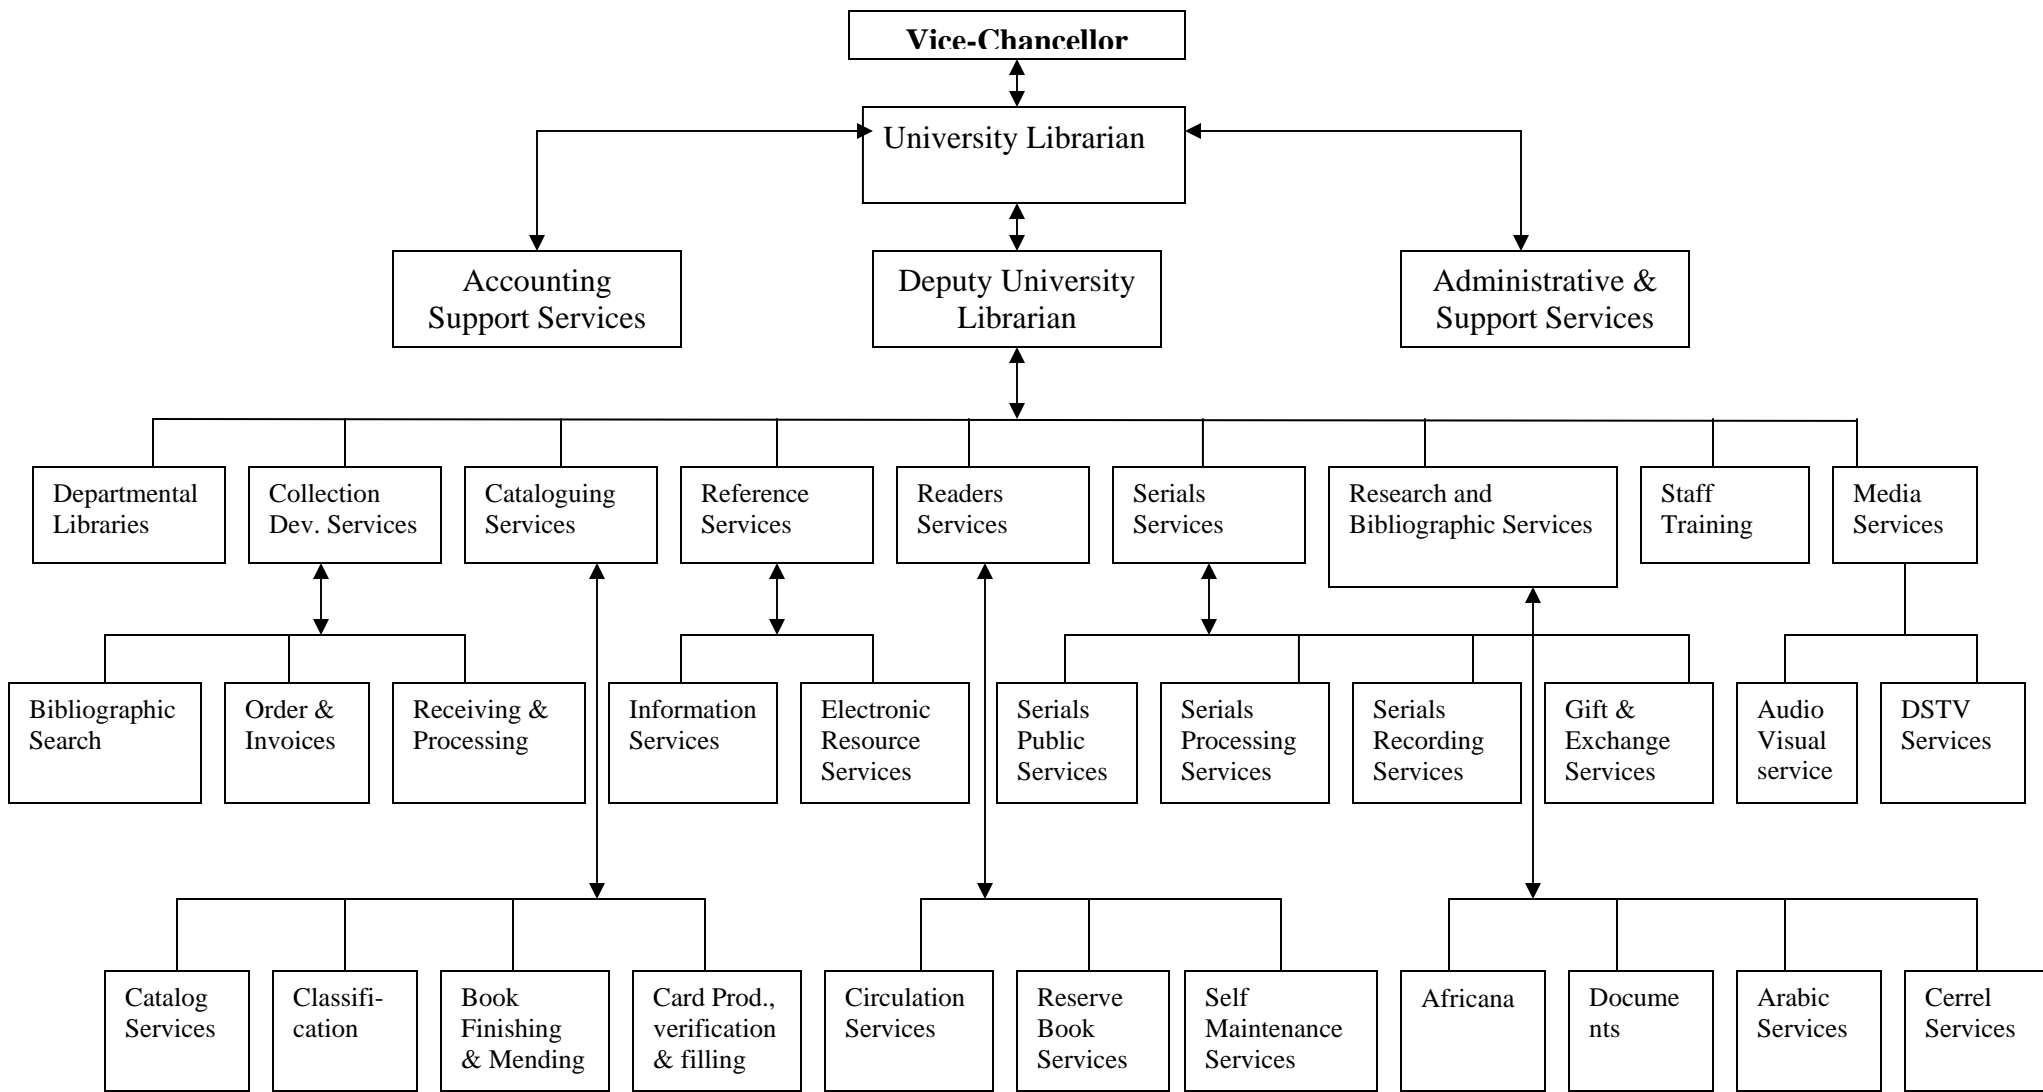 Vice-Chancellor
University Librarian
Accounting
Support Services
Deputy University
Librarian
Administrative &
Support Services
Departmental
Libraries
Collection
Dev. Services
Cataloguing
Services
Reference
Services
Readers
Services
Serials
Services
Research and
Bibliographic Services
Staff
Training
Media
Services
Bibliographic
Search
Order &
Invoices
Receiving &
Processing
Information
Services
Electronic
Resource
Services
Serials
Public
Services
Serials
Processing
Services
Serials
Recording
Services
Gift &
Exchange
Services
Audio
Visual
service
DSTV
Services
Catalog
Services
Classifi-
cation
Book
Finishing
& Mending
Card Prod.,
verification
& filling
Circulation
Services
Reserve
Book
Services
Self
Maintenance
Services
Africana
Docume
nts
Arabic
Services
Cerrel
Services